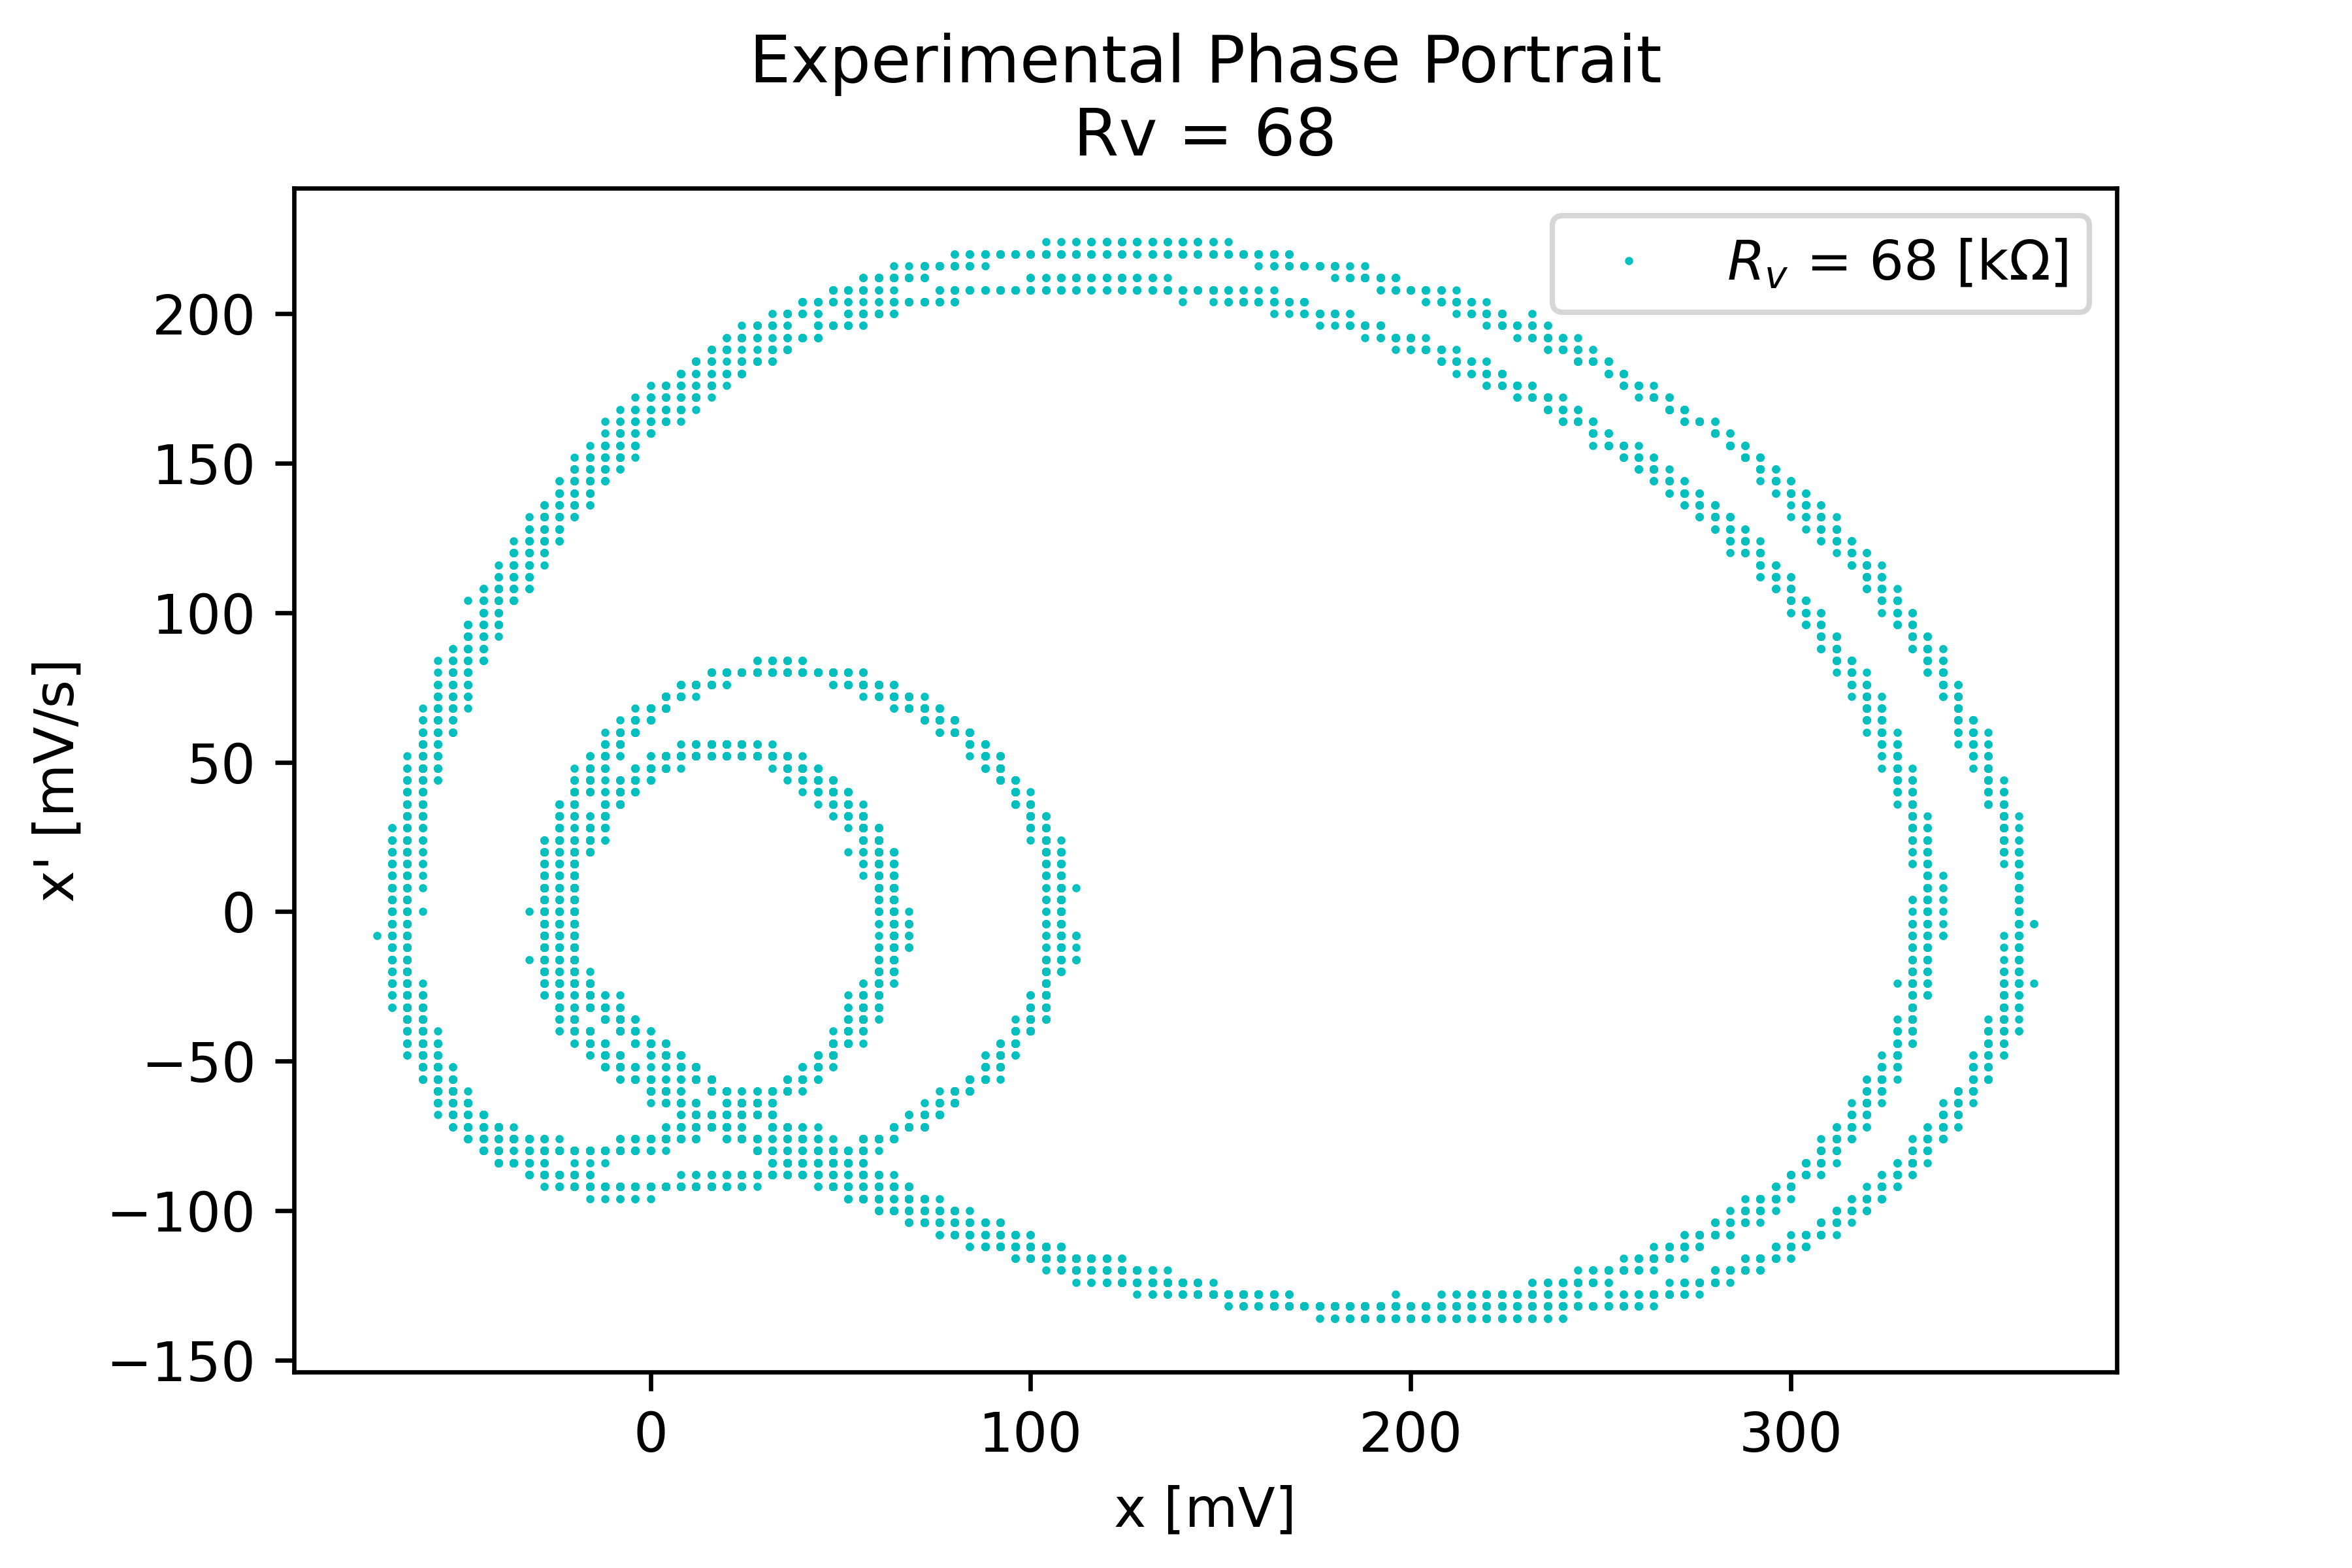 Experimental Phase Portrait
Rv = 68
R_v = 68 [kΩ]
x' [mV/s]
200
150
100
50
0
−50
−100
−150
0 100 200 300
x [mV]